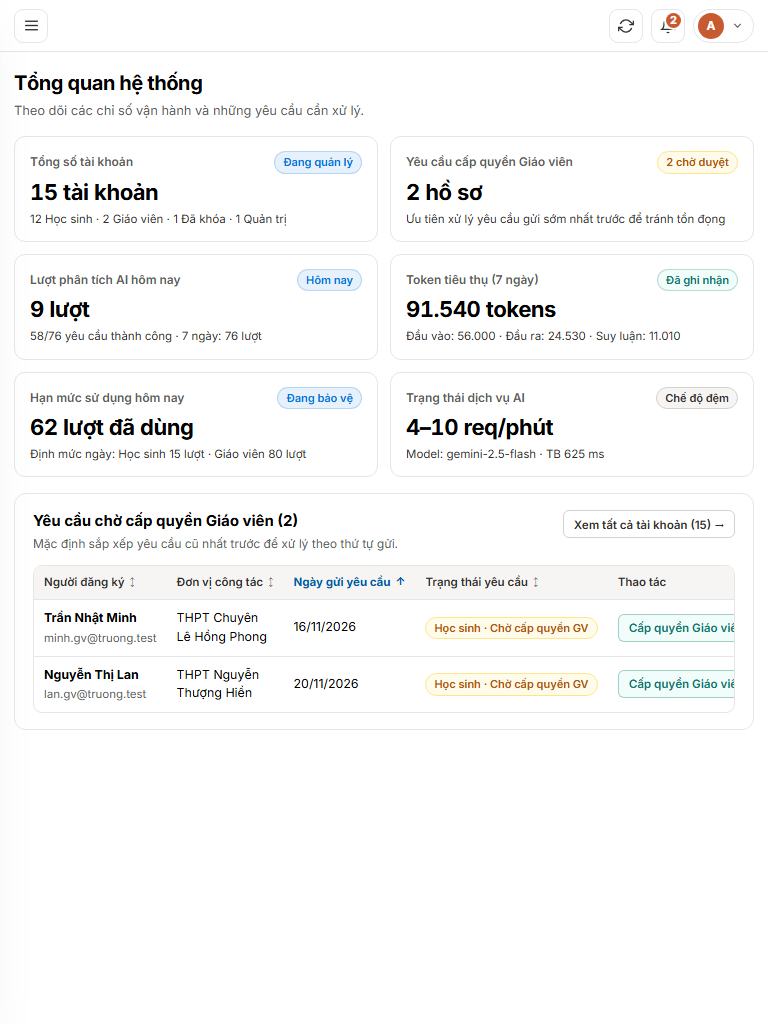 2
A
Tổng quan hệ thống
Theo dõi các chỉ số vận hành và những yêu cầu cần xử lý.
Tổng số tài khoản
Đang quản lý
15 tài khoản
12 Học sinh · 2 Giáo viên · 1 Đã khóa · 1 Quản trị
Yêu cầu cấp quyền Giáo viên
2 chờ duyệt
2 hồ sơ
Ưu tiên xử lý yêu cầu gửi sớm nhất trước để tránh tồn đọng
Lượt phân tích AI hôm nay
Hôm nay
9 lượt
58/76 yêu cầu thành công · 7 ngày: 76 lượt
Token tiêu thụ (7 ngày)
Đã ghi nhận
91.540 tokens
Đầu vào: 56.000 · Đầu ra: 24.530 · Suy luận: 11.010
Hạn mức sử dụng hôm nay
Đang bảo vệ
62 lượt đã dùng
Định mức ngày: Học sinh 15 lượt · Giáo viên 80 lượt
Trạng thái dịch vụ AI
Chế độ đệm
4–10 req/phút
Model: gemini-2.5-flash · TB 625 ms
Yêu cầu chờ cấp quyền Giáo viên (2)
Mặc định sắp xếp yêu cầu cũ nhất trước để xử lý theo thứ tự gửi.
Xem tất cả tài khoản (15) →
Người đăng ký ↕ Đơn vị công tác ↕ Ngày gửi yêu cầu ↑ Trạng thái yêu cầu ↕ Thao tác
Trần Nhật Minh
minh.gv@truong.test
THPT Chuyên
Lê Hồng Phong
16/11/2026
Học sinh · Chờ cấp quyền GV
Cấp quyền Giáo
Nguyễn Thị Lan
lan.gv@truong.test
THPT Nguyễn
Thượng Hiền
20/11/2026
Học sinh · Chờ cấp quyền GV
Cấp quyền Giáo